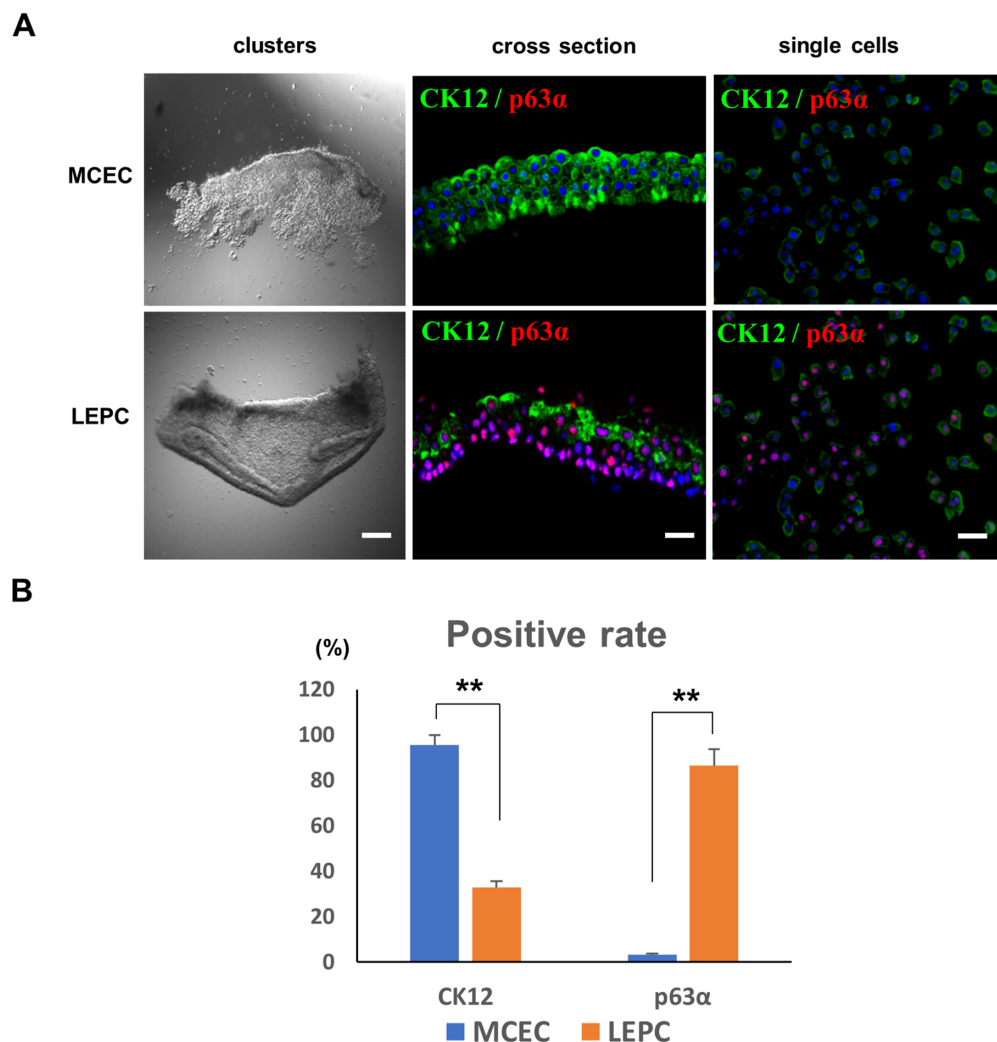 A
clusters
cross section
single cells
MCEC
CK12 / p63α
CK12 / p63α
LEPC
CK12 / p63α
CK12 / p63α
B
Positive rate
(%)
**
**
120
100
80
60
40
20
0
CK12
p63α
MCEC
LEPC